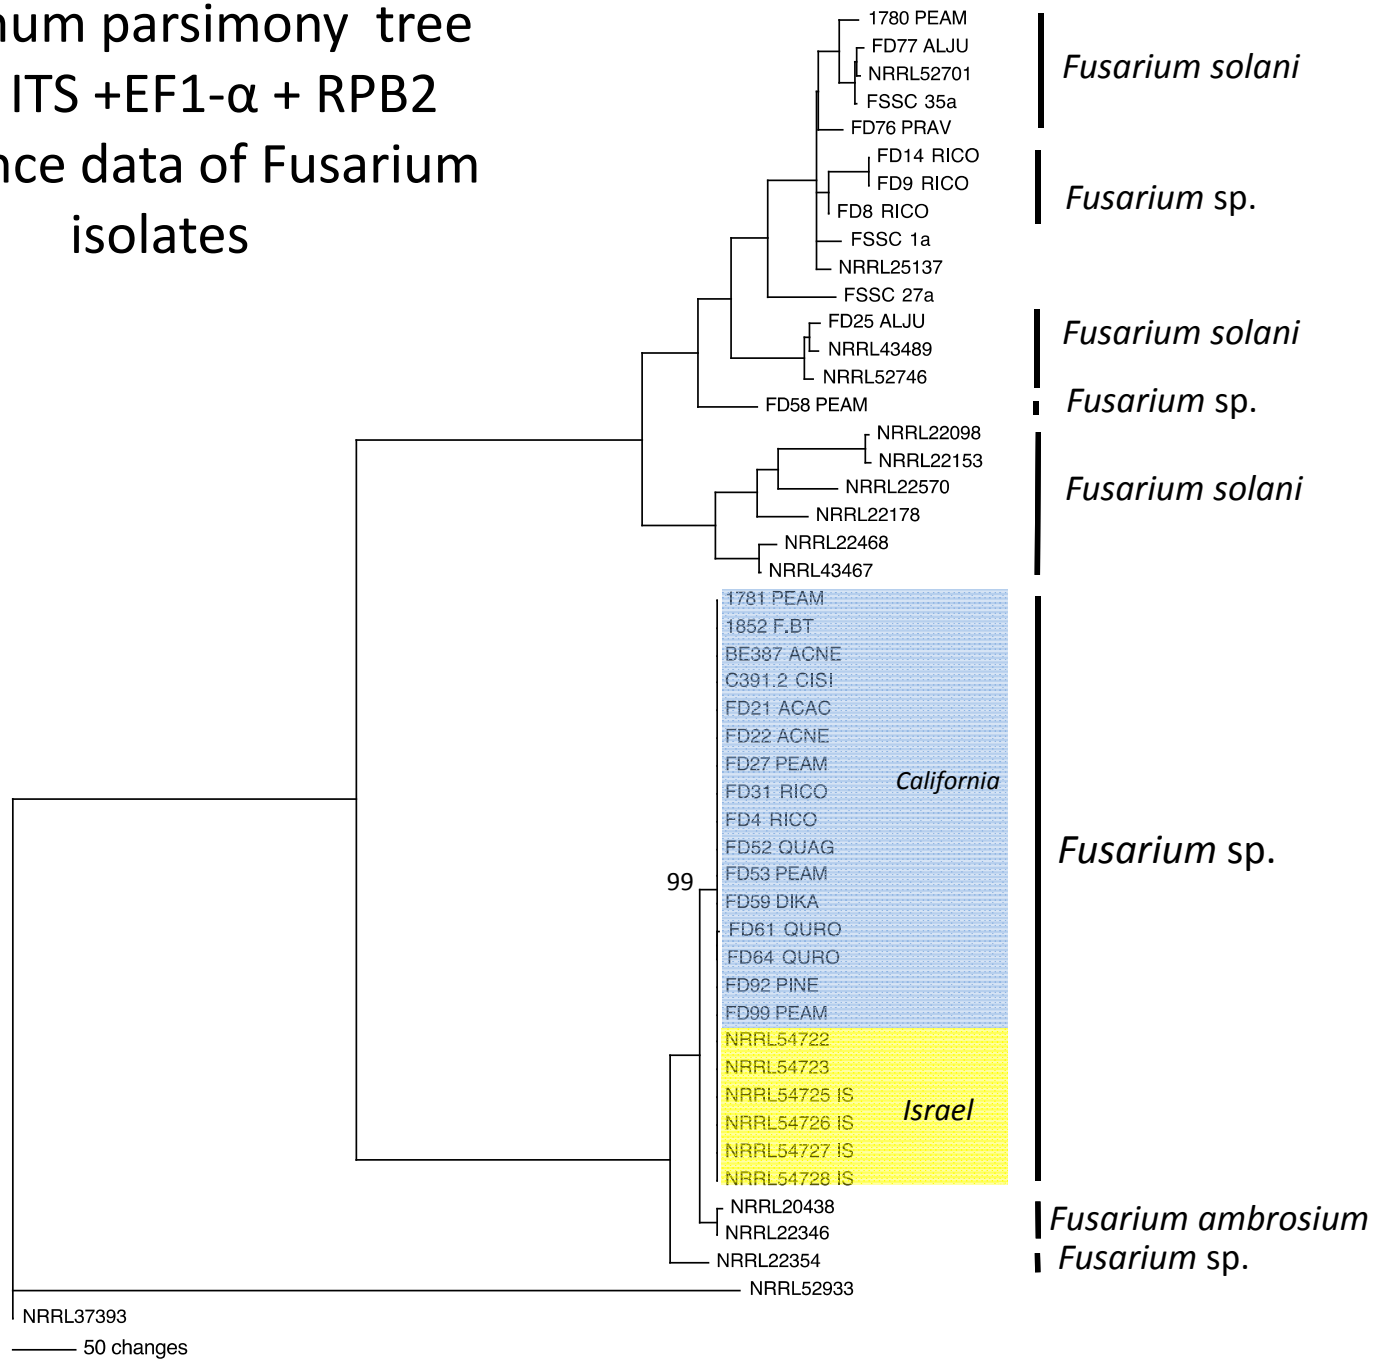 num parsimony tree
ITS +EF1-α + RPB2
nce data of Fusarium
isolates
1780 PEAM
FD77 ALJU
NRRL52701
FSSC 35a
FD76 PRAV
Fusarium solani
FD14 RICO
FD9 RICO
FD8 RICO
Fusarium sp.
FSSC 1a
NRRL25137
FSSC 27a
FD25 ALJU
NRRL43489
NRRL52746
Fusarium solani
FD58 PEAM
Fusarium sp.
NRRL22098
NRRL22153
NRRL22570
NRRL22178
NRRL22468
NRRL43467
Fusarium solani
1781 PEAM
1852 F.BT
BE387 ACNE
C391.2 CISI
FD21 ACAC
FD22 ACNE
FD27 PEAM
FD31 RICO
FD4 RICO
FD52 QUAG
FD53 PEAM
FD59 DIKA
FD61 QURO
FD64 QURO
FD92 PINE
FD99 PEAM
California
99
Fusarium sp.
NRRL54722
NRRL54723
NRRL54725 IS
NRRL54726 IS
NRRL54727 IS
NRRL54728 IS
Israel
NRRL20438
NRRL22346
Fusarium ambrosium
NRRL22354
Fusarium sp.
NRRL52933
NRRL37393
50 changes